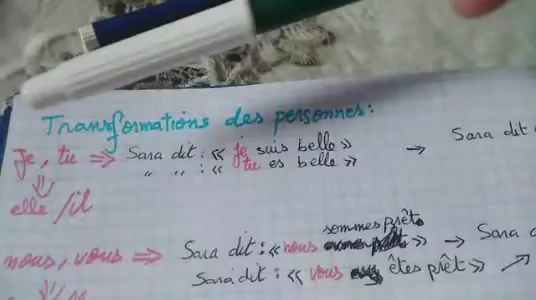 Transformations des personnes :
Je, tu ⇒ Sara dit : « je suis belle » → Sara dit
" " : « tu es belle »
⇓
elle / il
sommes prêts
nous, vous ⇒ Sara dit : « nous » → Sara
Sara dit : « vous êtes prêt » ↗